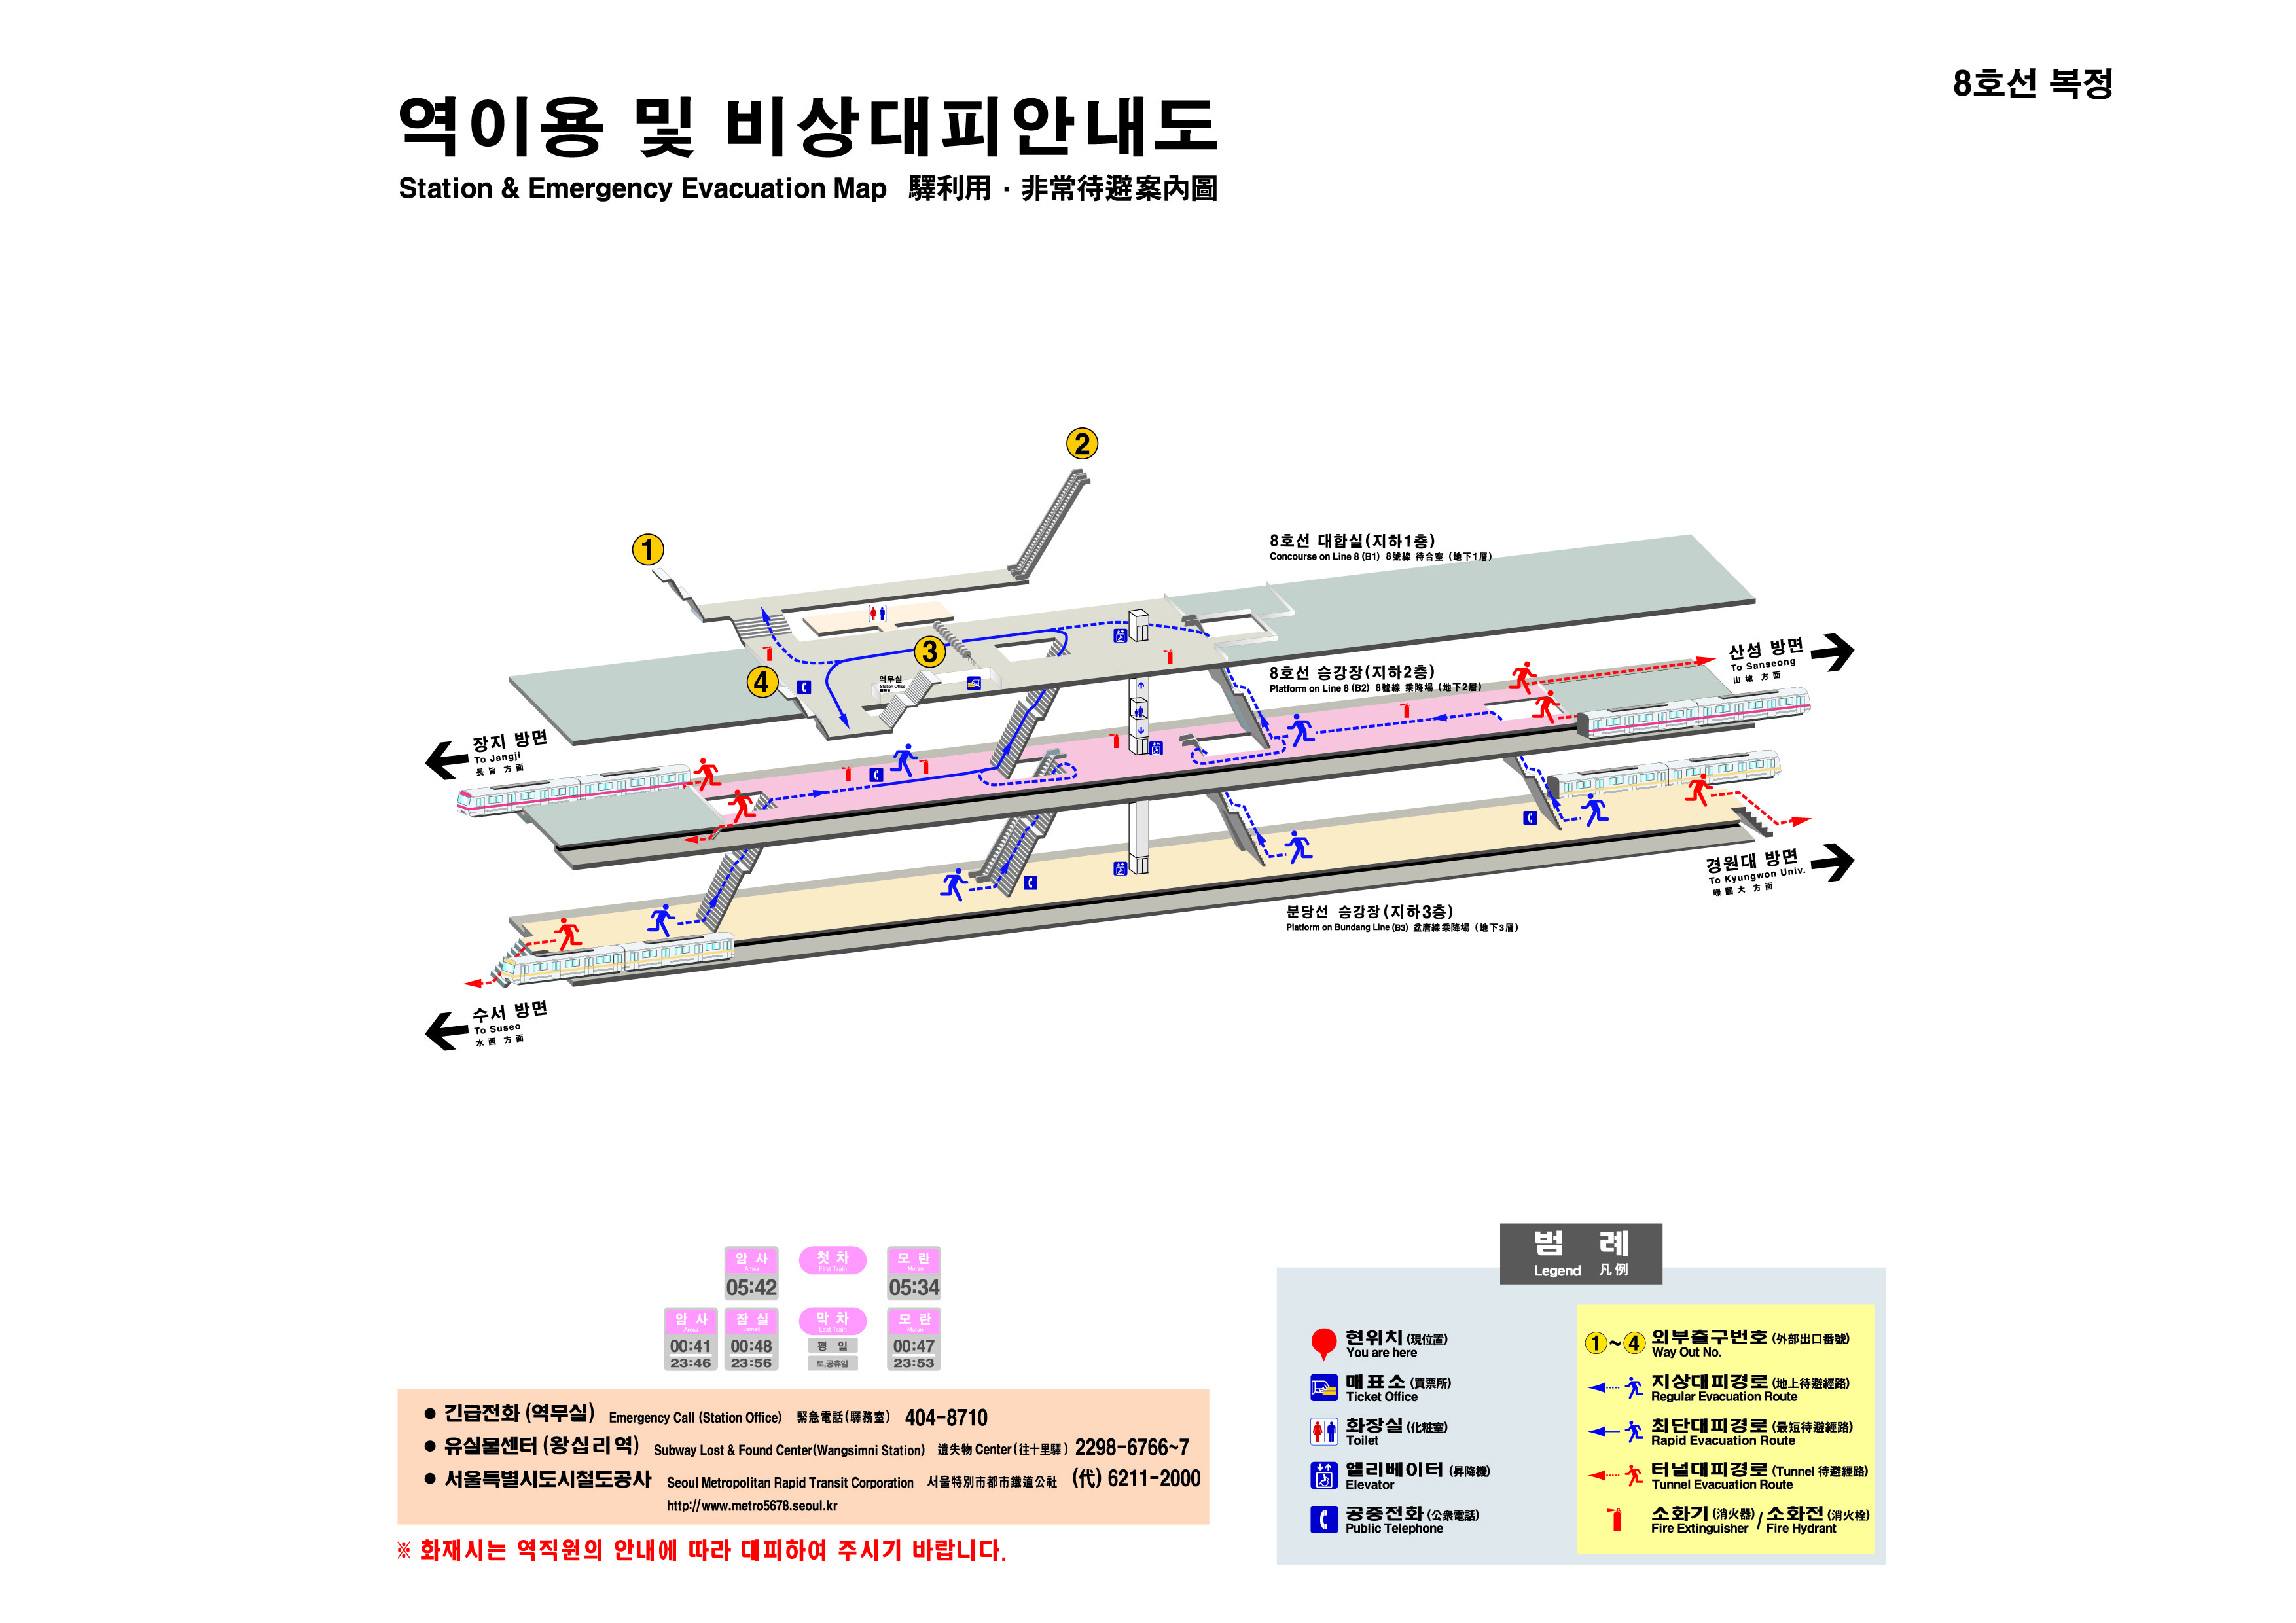 8호선 복정
역이용 및 비상대피안내도
Station & Emergency Evacuation Map 驛利用 · 非常待避案內圖
2
1
8호선 대합실(지하1층)
Concourse on Line 8 (B1) 8號線 待合室 (地下1層)
3
4
역무실
Station Office
8호선 승강장(지하2층)
Platform on Line 8 (B2) 8號線 乘降場 (地下2層)
산성 방면
To Sanseong
山城 方面
장지 방면
To Jangji
長旨 方面
경원대 방면
To Kyungwon Univ.
暻圓大 方面
분당선 승강장(지하3층)
Platform on Bundang Line (B3) 盆唐線乘降場 (地下3層)
수서 방면
To Suseo
水西 方面
암사 첫차 모란
Amsa First Train Moran
05:42 05:34
암사 잠실 막차 모란
Amsa Jamsil Last Train Moran
00:41 00:48 평 일 00:47
23:46 23:56 토,공휴일 23:53
● 긴급전화 (역무실) Emergency Call (Station Office) 緊急電話(驛務室) 404-8710
● 유실물센터 (왕십리역) Subway Lost & Found Center(Wangsimni Station) 遺失物 Center(往十里驛) 2298-6766~7
● 서울특별시도시철도공사 Seoul Metropolitan Rapid Transit Corporation 서울特別市都市鐵道公社 (代) 6211-2000
http://www.metro5678.seoul.kr
※ 화재시는 역직원의 안내에 따라 대피하여 주시기 바랍니다.
범 례
Legend 凡例
현위치 (現位置)
You are here
매표소 (買票所)
Ticket Office
화장실 (化粧室)
Toilet
엘리베이터 (昇降機)
Elevator
공중전화 (公衆電話)
Public Telephone
1 ~ 4 외부출구번호 (外部出口番號)
Way Out No.
지상대피경로 (地上待避經路)
Regular Evacuation Route
최단대피경로 (最短待避經路)
Rapid Evacuation Route
터널대피경로 (Tunnel 待避經路)
Tunnel Evacuation Route
소화기 (消火器) / 소화전 (消火栓)
Fire Extinguisher / Fire Hydrant